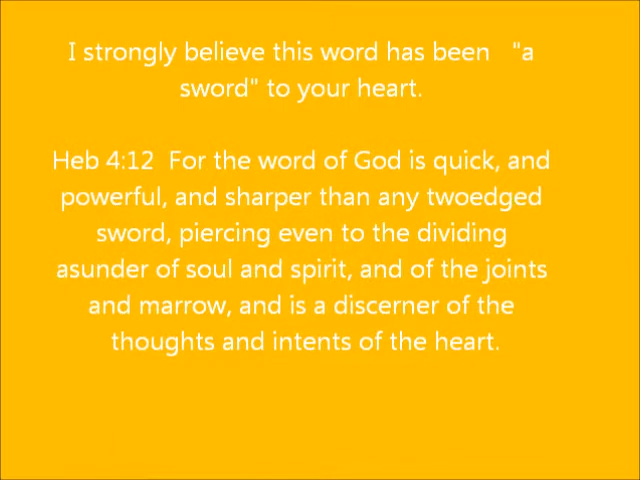 I strongly believe this word has been   "a
sword" to your heart.
Heb 4:12  For the word of God is quick, and
powerful, and sharper than any twoedged
sword, piercing even to the dividing
asunder of soul and spirit, and of the joints
and marrow, and is a discerner of the
thoughts and intents of the heart.